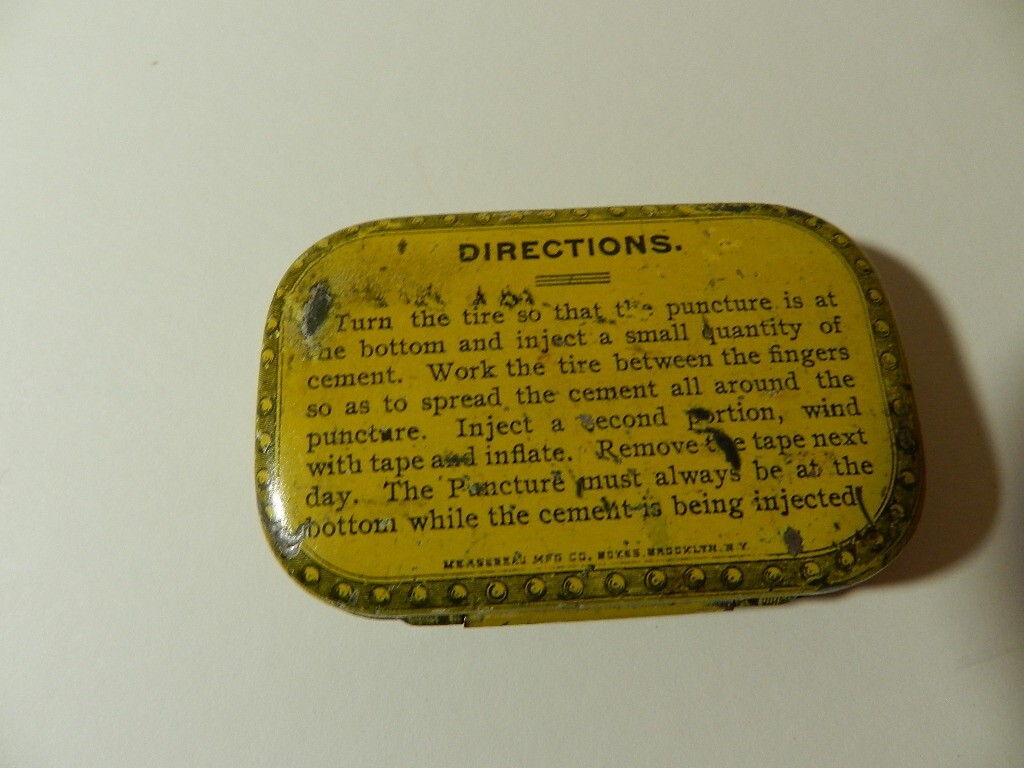 DIRECTIONS.
Turn the tire so that the puncture is at
the bottom and inject a small quantity of
cement. Work the tire between the fingers
so as to spread the cement all around the
puncture. Inject a second portion, wind
with tape and inflate. Remove the tape next
day. The Puncture must always be at the
bottom while the cement is being injected
MFG CO. BOXES. BROOKLYN. N.Y.